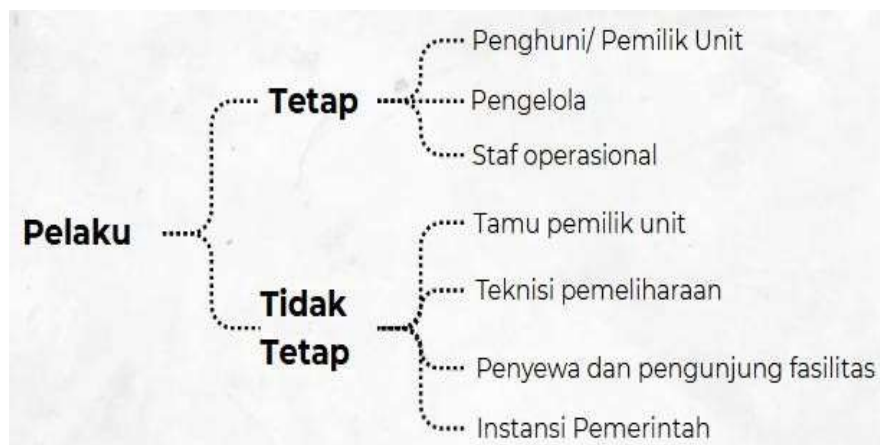 Pelaku
Tetap
Penghuni/ Pemilik Unit
Pengelola
Staf operasional
Tidak
Tetap
Tamu pemilik unit
Teknisi pemeliharaan
Penyewa dan pengunjung fasilitas
Instansi Pemerintah